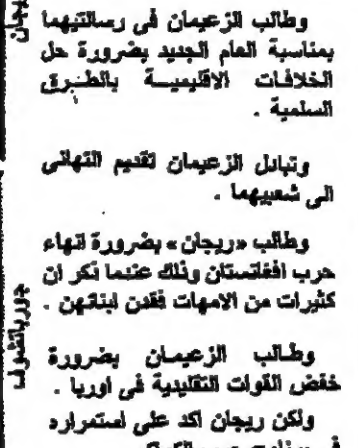 وطالب الزعيمان فى رسالتيهما
بمناسبة العام الجديد بضرورة حل
الخلافات الاقليمية بالطرق
السلمية .
وتبادل الزعيمان تقديم التهانى
الى شعبيهما .
وطالب «ريجان» بضرورة انهاء
حرب افغانستان وذلك عندما ذكر ان
كثيرات من الامهات فقدن ابنائهن .
وطالب الزعيمان بضرورة
خفض القوات التقليدية فى اوربا .
ولكن ريجان اكد على استمراره
جورباتشوف